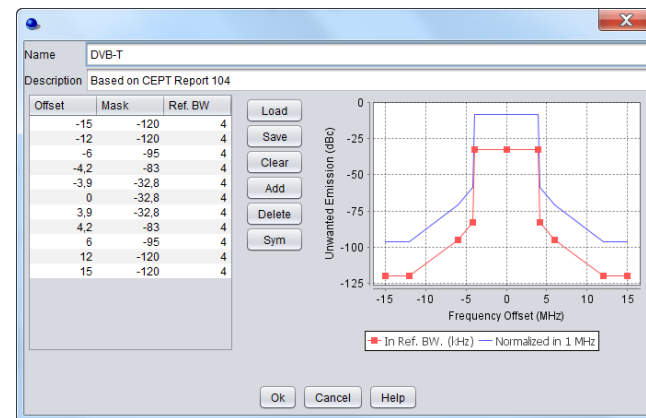 Name DVB-T
Description Based on CEPT Report 104
Offset Mask Ref. BW
-15 -120 4
-12 -120 4
-6 -95 4
-4,2 -83 4
-3,9 -32,8 4
0 -32,8 4
3,9 -32,8 4
4,2 -83 4
6 -95 4
12 -120 4
15 -120 4
Load
Save
Clear
Add
Delete
Sym
Unwanted Emission (dBc)
0
-25
-50
-75
-100
-125
-15 -10 -5 0 5 10 15
Frequency Offset (MHz)
In Ref. BW. (kHz) Normalized in 1 MHz
Ok Cancel Help